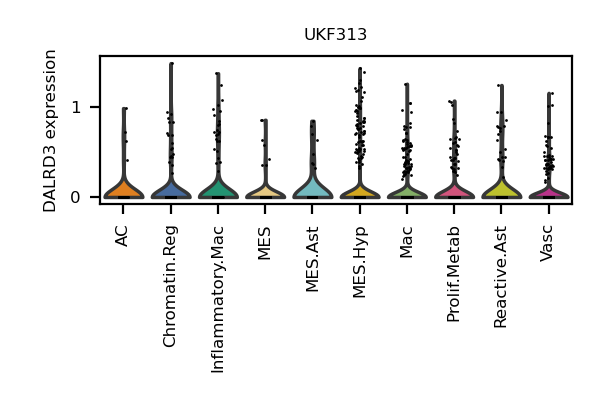 UKF313
DALRD3 expression
1
0
AC
Chromatin.Reg
Inflammatory.Mac
MES
MES.Ast
MES.Hyp
Mac
Prolif.Metab
Reactive.Ast
Vasc